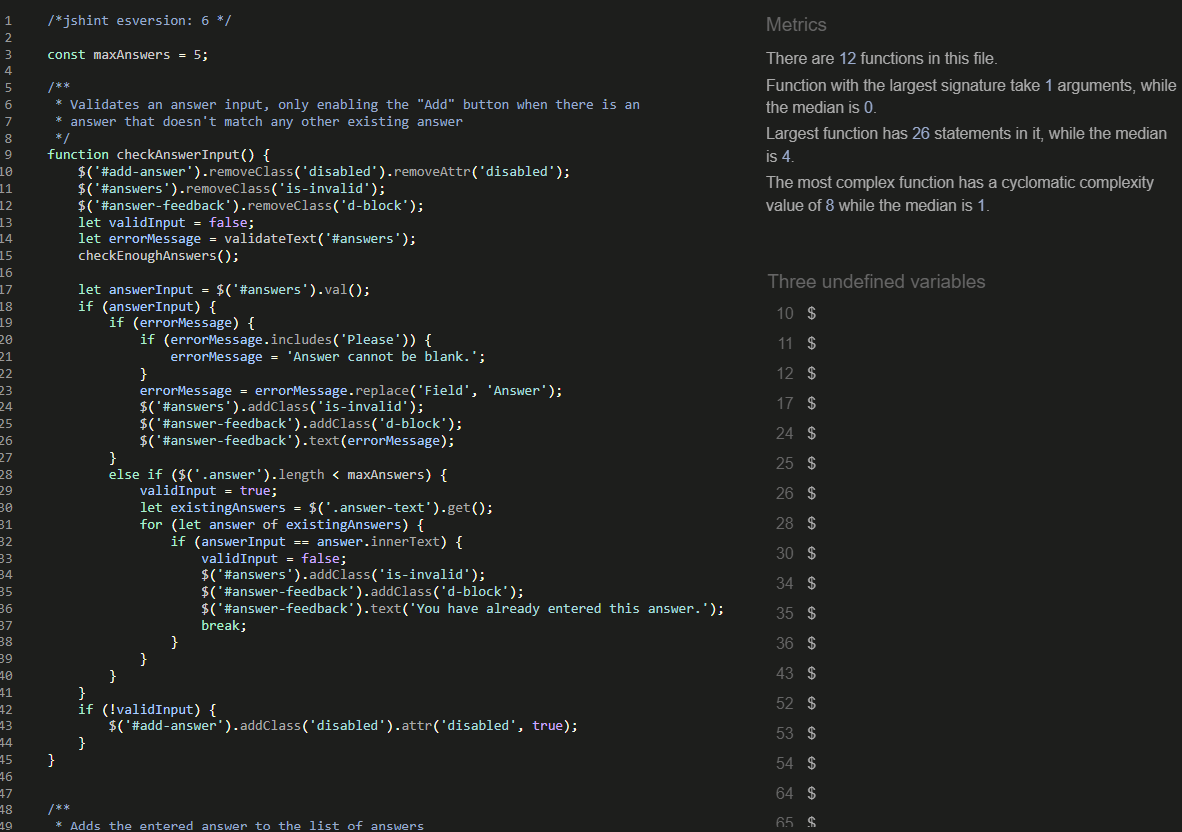 1 /*jshint esversion: 6 */
2
3 const maxAnswers = 5;
4
5 /**
6 * Validates an answer input, only enabling the "Add" button when there is an
7 * answer that doesn't match any other existing answer
8 */
9 function checkAnswerInput() {
10 $('#add-answer').removeClass('disabled').removeAttr('disabled');
11 $('#answers').removeClass('is-invalid');
12 $('#answer-feedback').removeClass('d-block');
13 let validInput = false;
14 let errorMessage = validateText('#answers');
15 checkEnoughAnswers();
16
17 let answerInput = $('#answers').val();
18 if (answerInput) {
19 if (errorMessage) {
20 if (errorMessage.includes('Please')) {
21 errorMessage = 'Answer cannot be blank.';
22 }
23 errorMessage = errorMessage.replace('Field', 'Answer');
24 $('#answers').addClass('is-invalid');
25 $('#answer-feedback').addClass('d-block');
26 $('#answer-feedback').text(errorMessage);
27 }
28 else if ($('.answer').length < maxAnswers) {
29 validInput = true;
30 let existingAnswers = $('.answer-text').get();
31 for (let answer of existingAnswers) {
32 if (answerInput == answer.innerText) {
33 validInput = false;
34 $('#answers').addClass('is-invalid');
35 $('#answer-feedback').addClass('d-block');
36 $('#answer-feedback').text('You have already entered this answer.');
37 break;
38 }
39 }
40 }
41 }
42 if (!validInput) {
43 $('#add-answer').addClass('disabled').attr('disabled', true);
44 }
45 }
46
47
48 /**
49 * Adds the entered answer to the list of answers
Metrics
There are 12 functions in this file.
Function with the largest signature take 1 arguments, while
the median is 0.
Largest function has 26 statements in it, while the median
is 4.
The most complex function has a cyclomatic complexity
value of 8 while the median is 1.
Three undefined variables
10 $
11 $
12 $
17 $
24 $
25 $
26 $
28 $
30 $
34 $
35 $
36 $
43 $
52 $
53 $
54 $
64 $
65 $